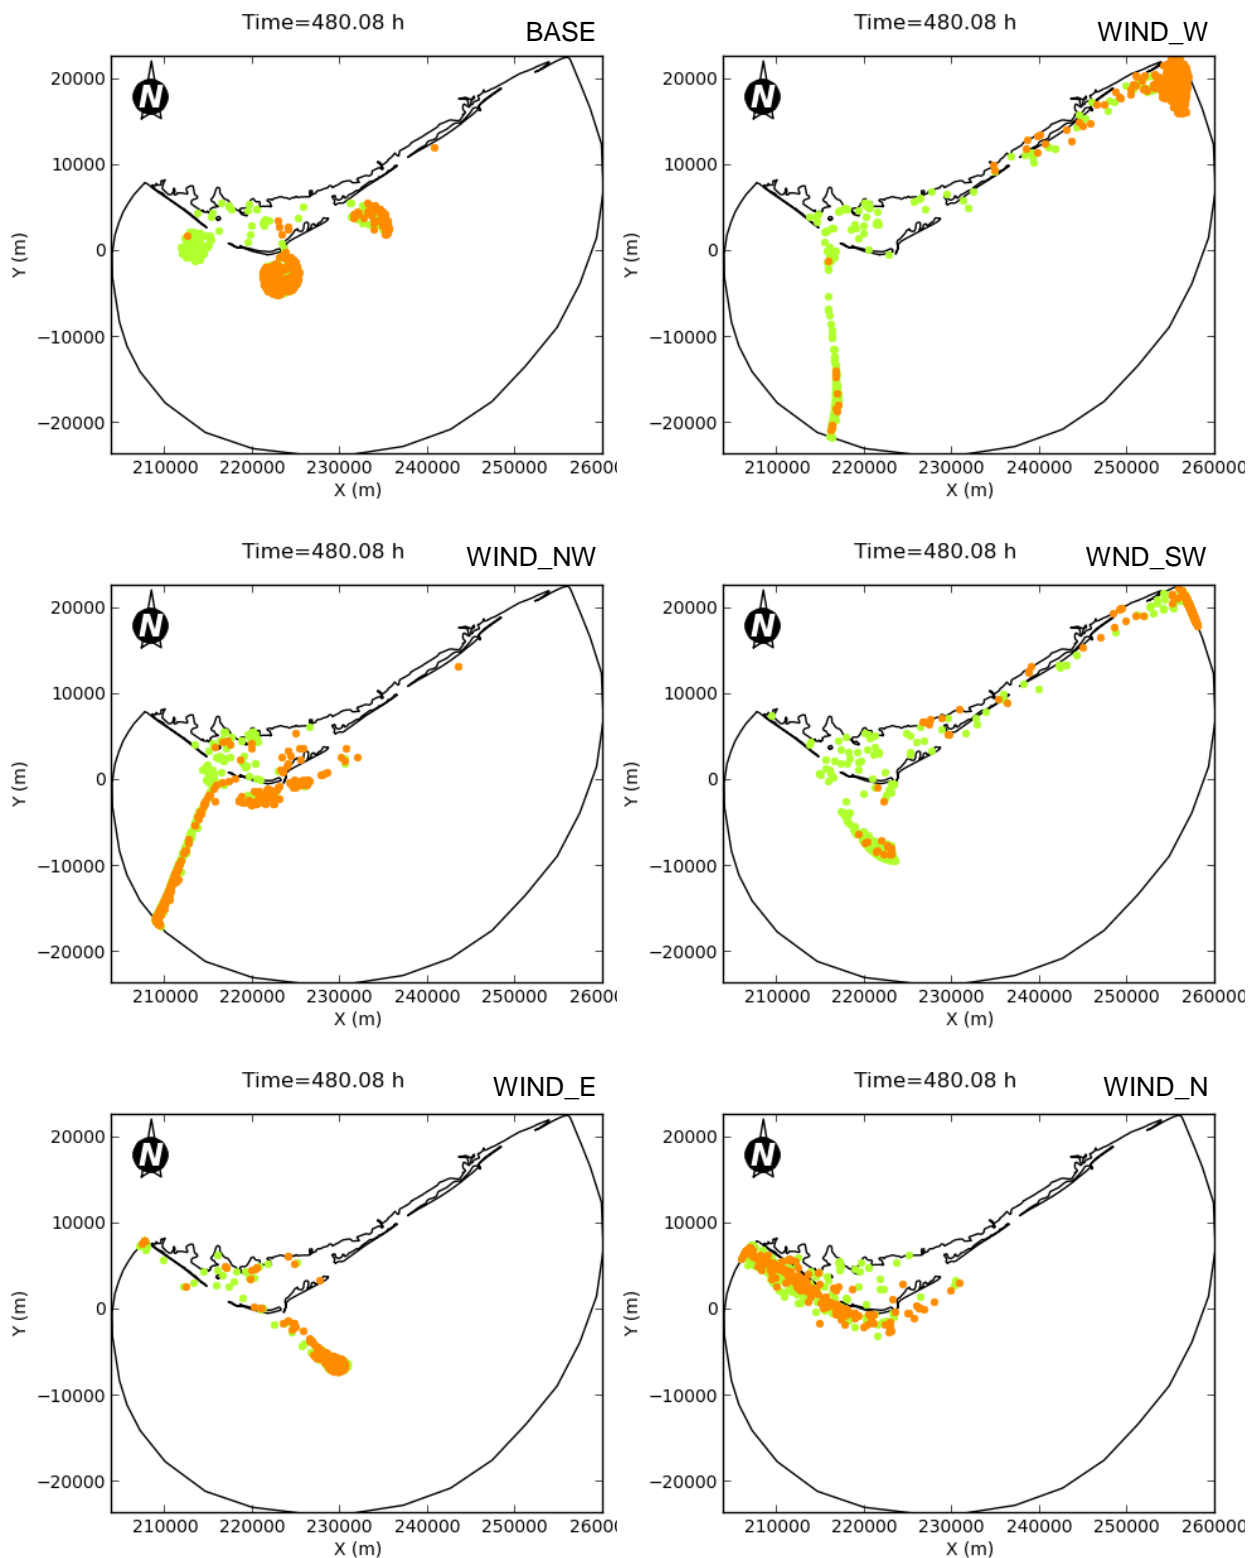 Time=480.08 h BASE
N
20000
10000
0
−10000
−20000
Y (m)
210000 220000 230000 240000 250000 26000(
X (m)
Time=480.08 h WIND_W
N
20000
10000
0
−10000
−20000
Y (m)
210000 220000 230000 240000 250000 260000
X (m)
Time=480.08 h WIND_NW
N
20000
10000
0
−10000
−20000
Y (m)
210000 220000 230000 240000 250000 26000(
X (m)
Time=480.08 h WND_SW
N
20000
10000
0
−10000
−20000
Y (m)
210000 220000 230000 240000 250000 260000
X (m)
Time=480.08 h WIND_E
N
20000
10000
0
−10000
−20000
Y (m)
210000 220000 230000 240000 250000 26000(
X (m)
Time=480.08 h WIND_N
N
20000
10000
0
−10000
−20000
Y (m)
210000 220000 230000 240000 250000 260000
X (m)